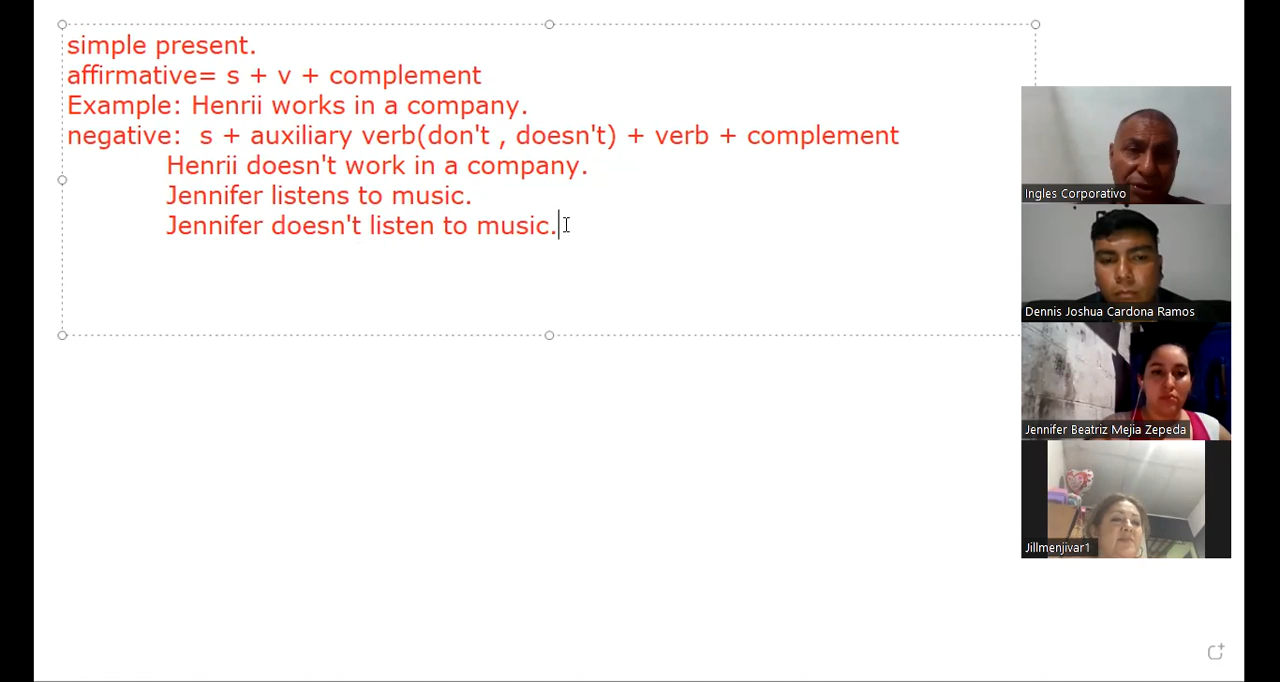 simple present.
affirmative= s + v + complement
Example: Henrii works in a company.
negative:  s + auxiliary verb(don't , doesn't) + verb + complement
Henrii doesn't work in a company.
Jennifer listens to music.
Jennifer doesn't listen to music.
Ingles Corporativo
Dennis Joshua Cardona Ramos
Jennifer Beatriz Mejia Zepeda
Jillmenjivar1